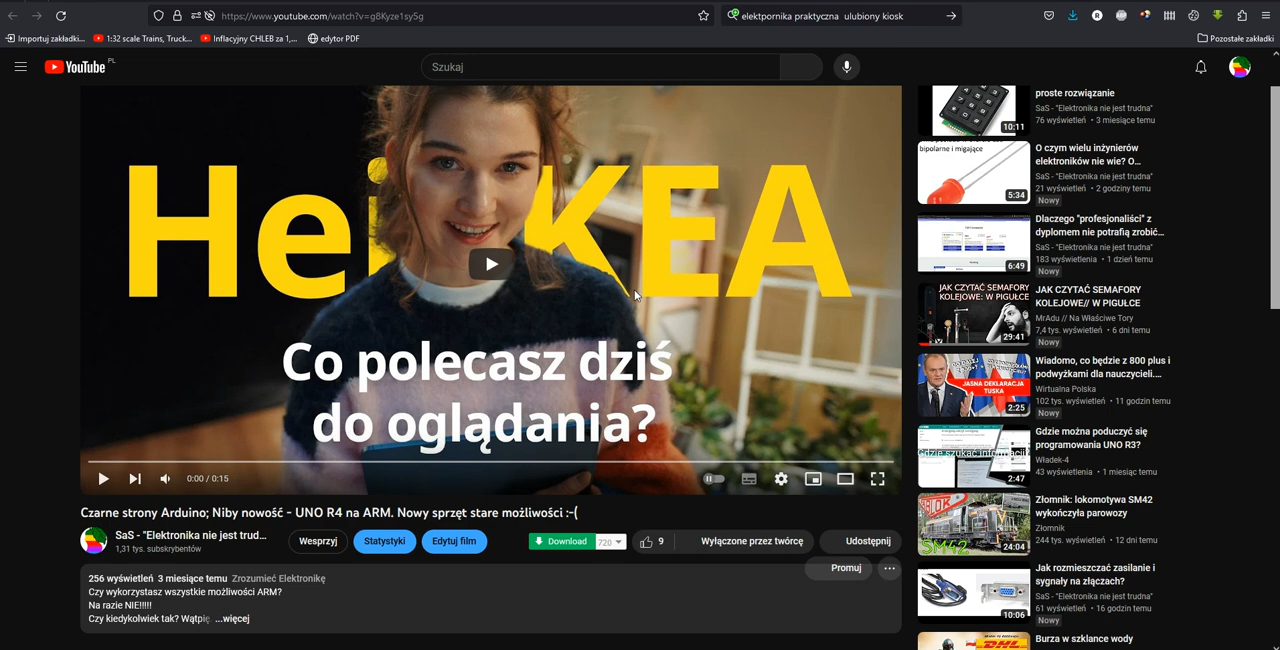 https://www.youtube.com/watch?v=g8Kyze1sy5g
elektpornika praktyczna ulubiony kiosk
Importuj zakładki...
1:32 scale Trains, Truck...
Inflacyjny CHLEB za 1,...
edytor PDF
Pozostałe zakładki
YouTube PL
Szukaj
He KEA
Co polecasz dziś
do oglądania?
0:00 / 0:15
Czarne strony Arduino; Niby nowość - UNO R4 na ARM. Nowy sprzęt stare możliwości :-(
SaS - "Elektronika nie jest trud...
1,31 tys. subskrybentów
Wesprzyj
Statystyki
Edytuj film
Download
720
9
Wyłączone przez twórcę
Udostępnij
Promuj
256 wyświetleń 3 miesiące temu Zrozumieć Elektronikę
Czy wykorzystasz wszystkie możliwości ARM?
Na razie NIE!!!!!
Czy kiedykolwiek tak? Wątpię. ...więcej
10:11
proste rozwiązanie
SaS - "Elektronika nie jest trudna"
76 wyświetleń • 3 miesiące temu
bipolarne i migające
5:34
O czym wielu inżynierów
elektroników nie wie? O...
SaS - "Elektronika nie jest trudna"
21 wyświetleń • 2 godziny temu
Nowy
6:49
Dlaczego "profesjonaliści" z
dyplomem nie potrafią zrobić...
SaS - "Elektronika nie jest trudna"
183 wyświetlenia • 1 dzień temu
Nowy
JAK CZYTAĆ SEMAFORY
KOLEJOWE: W PIGUŁCE
29:41
JAK CZYTAĆ SEMAFORY
KOLEJOWE// W PIGUŁCE
MrAdu // Na Właściwe Tory
7,4 tys. wyświetleń • 6 dni temu
Nowy
JASNA DEKLARACJA
TUSKA
2:25
Wiadomo, co będzie z 800 plus i
podwyżkami dla nauczycieli....
Wirtualna Polska
102 tys. wyświetleń • 11 godzin temu
Nowy
Gdzie szukać informacji
2:47
Gdzie można poduczyć się
programowania UNO R3?
Władek-4
43 wyświetlenia • 1 miesiąc temu
SM42
24:04
Złomnik: lokomotywa SM42
wykończyła parowozy
Złomnik
244 tys. wyświetleń • 12 dni temu
10:06
Jak rozmieszczać zasilanie i
sygnały na złączach?
SaS - "Elektronika nie jest trudna"
61 wyświetleń • 16 godzin temu
Nowy
DHL
Burza w szklance wody